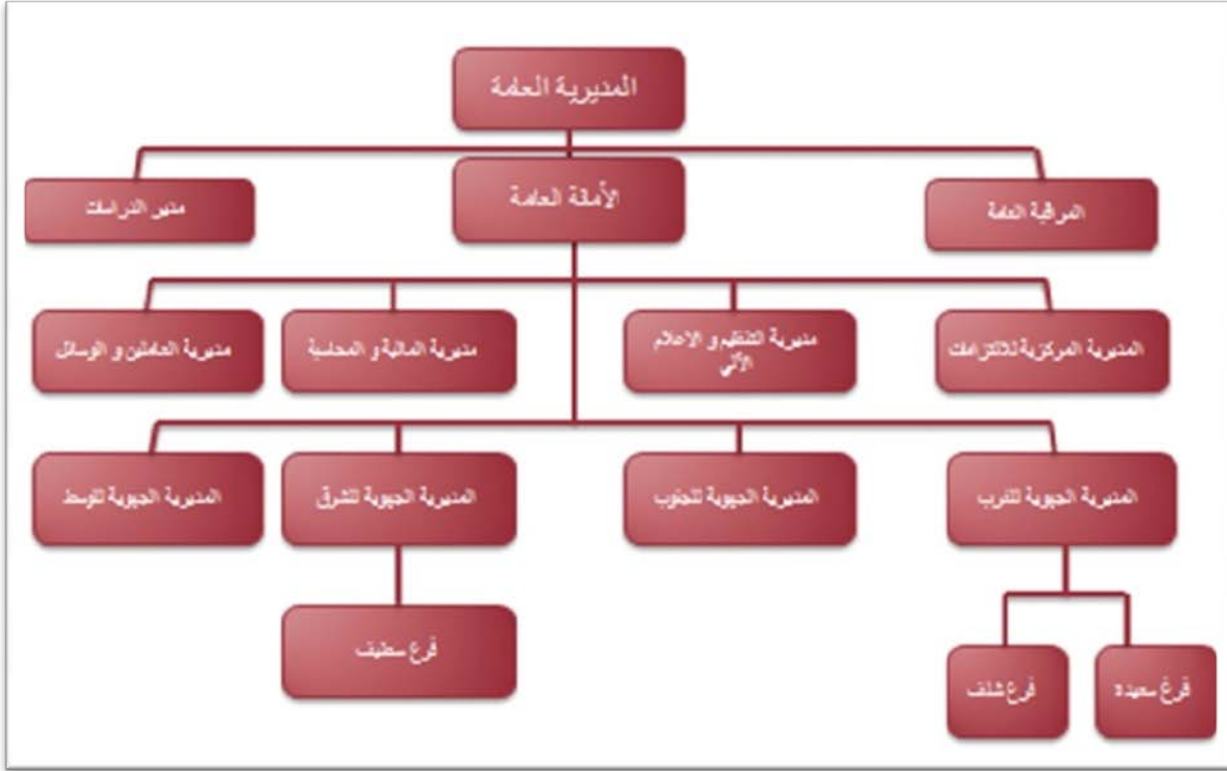 المديرية العامة
المراقبة العامة
الأمانة العامة
مدير الدراسات
المديرية المركزية للالتزامات
مديرية التنظيم و الاعلام
الآلي
مديرية المالية و المحاسبة
مديرية العاملين و الوسائل
المديرية الجهوية للغرب
المديرية الجهوية للجنوب
المديرية الجهوية للشرق
المديرية الجهوية للوسط
فرع سعيدة
فرع شلف
فرع سطيف